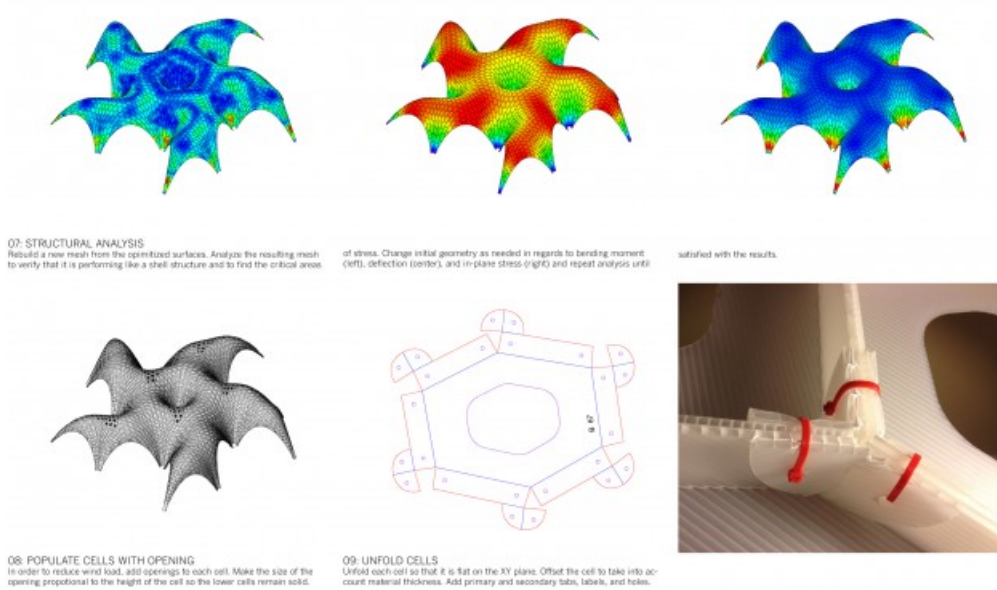 07: STRUCTURAL ANALYSIS
Rebuild a new mesh from the opimitized surfaces. Analyze the resulting mesh
to verify that it is performing like a shell structure and to find the critical areas
of stress. Change initial geometry as needed in regards to bending moment
(left), deflection (center), and in-plane stress (right) and repeat analysis until
satisfied with the results.
08: POPULATE CELLS WITH OPENING
In order to reduce wind load, add openings to each cell. Make the size of the
opening propotional to the height of the cell so the lower cells remain solid.
09: UNFOLD CELLS
Unfold each cell so that it is flat on the XY plane. Offset the cell to take into ac-
count material thickness. Add primary and secondary tabs, labels, and holes.